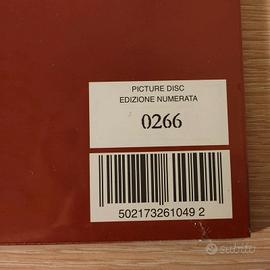 PICTURE DISC
EDIZIONE NUMERATA
0266
502173261049 2
subito